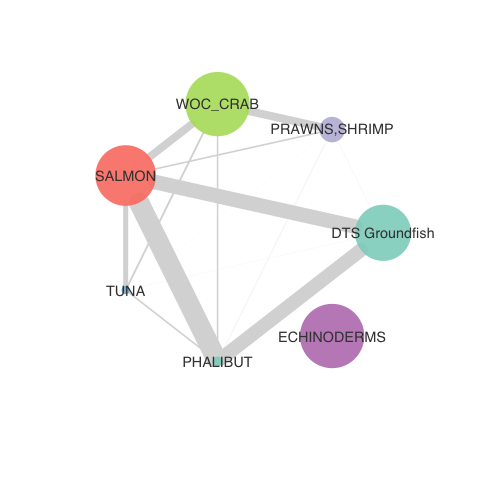 WOC_CRAB
PRAWNS,SHRIMP
SALMON
DTS Groundfish
TUNA
ECHINODERMS
PHALIBUT